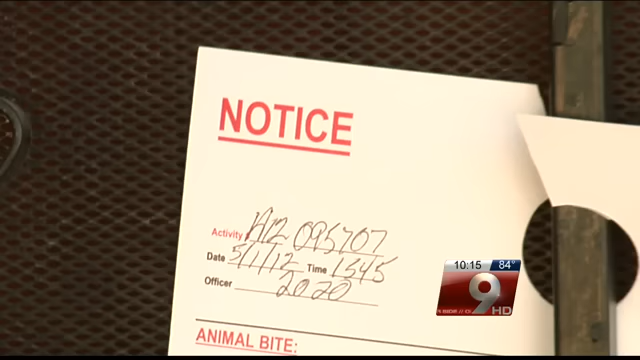 NOTICE
Activity A12 095707
Date 5/1/12 Time 1545
Officer 2020
ANIMAL BITE:
10:15 84°
9
HD